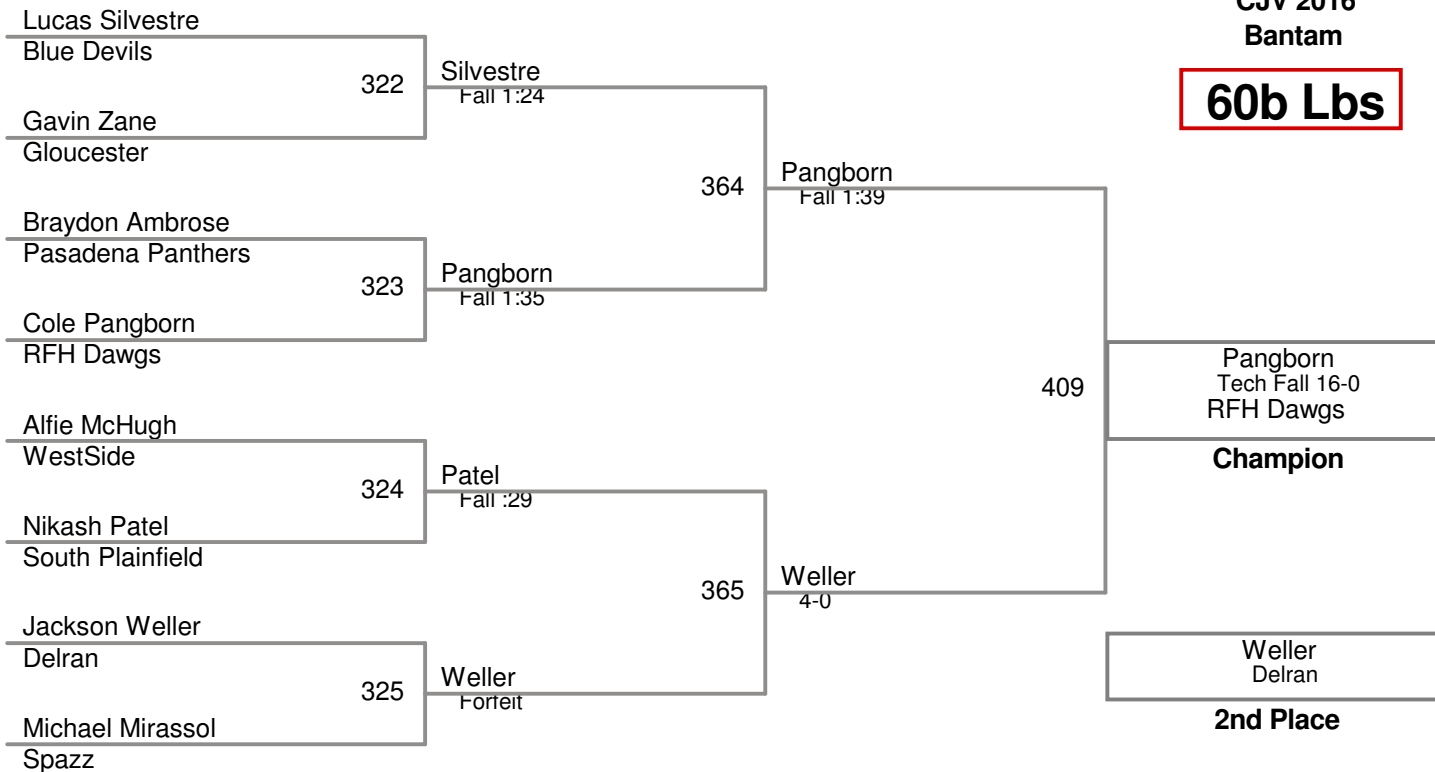 CJV 2016
Bantam
60b Lbs
Lucas Silvestre
Blue Devils
322
Gavin Zane
Gloucester
Silvestre
Fall 1:24
Braydon Ambrose
Pasadena Panthers
323
Cole Pangborn
RFH Dawgs
Pangborn
Fall 1:35
364
Pangborn
Fall 1:39
Alfie McHugh
WestSide
324
Nikash Patel
South Plainfield
Patel
Fall :29
Jackson Weller
Delran
325
Michael Mirassol
Spazz
Weller
Forfeit
365
Weller
4-0
409
Pangborn
Tech Fall 16-0
RFH Dawgs
Champion
Weller
Delran
2nd Place